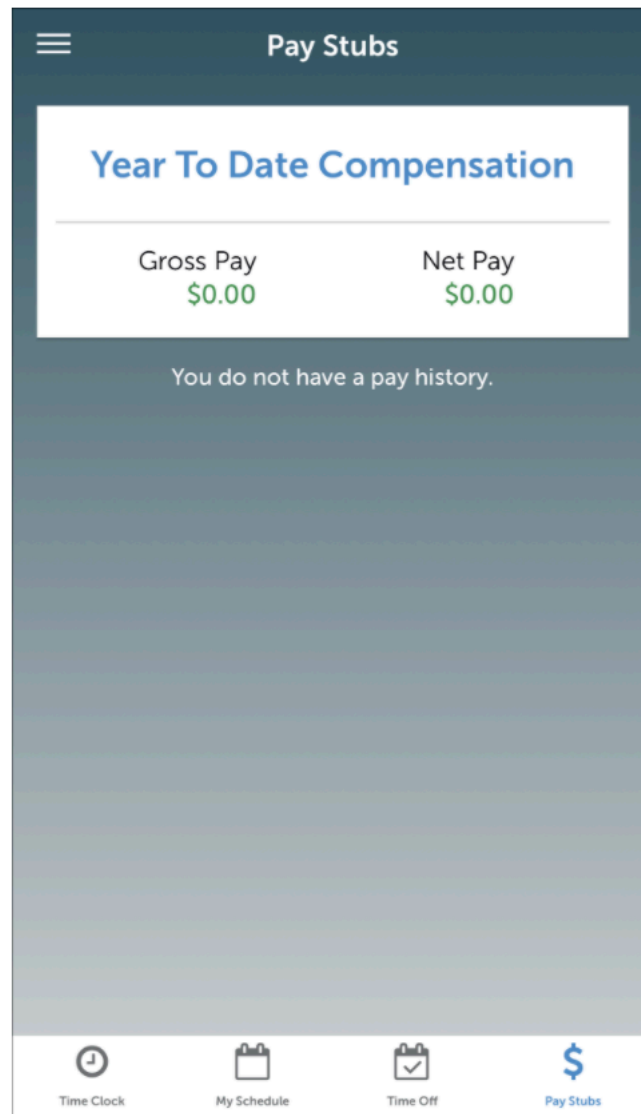 Pay Stubs
Year To Date Compensation
Gross Pay Net Pay
$0.00 $0.00
You do not have a pay history.
Time Clock My Schedule Time Off Pay Stubs